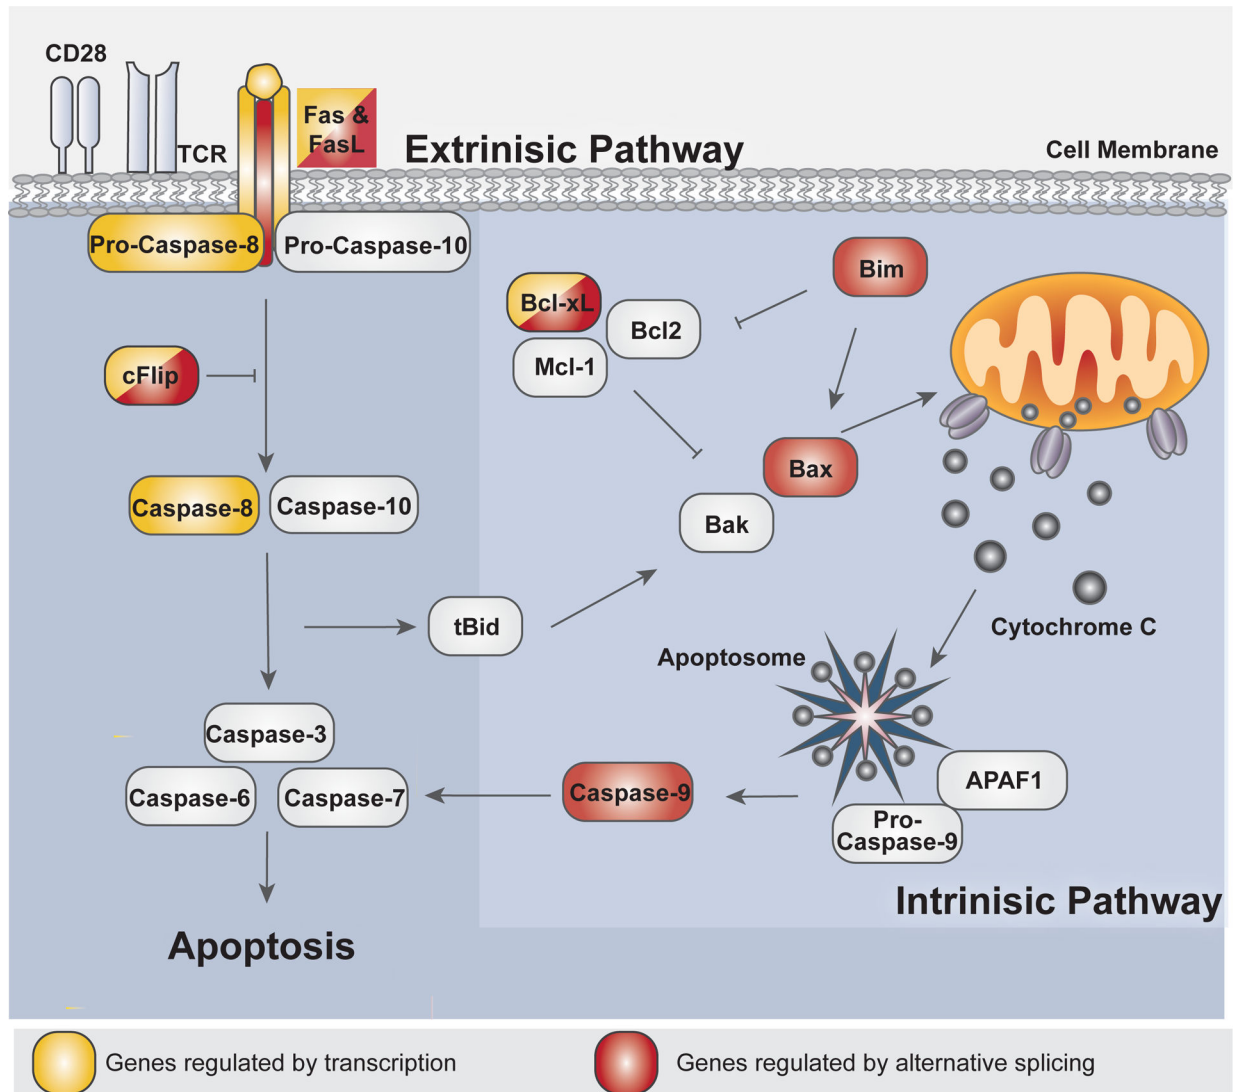 CD28
TCR
Fas &
FasL
Extrinisic Pathway
Cell Membrane
Pro-Caspase-8
Pro-Caspase-10
Bim
Bcl-xL
Bcl2
Mcl-1
cFlip
Bax
Bak
Caspase-8
Caspase-10
tBid
Cytochrome C
Apoptosome
Caspase-3
Caspase-6
Caspase-7
Caspase-9
APAF1
Pro-
Caspase-9
Intrinisic Pathway
Apoptosis
Genes regulated by transcription
Genes regulated by alternative splicing